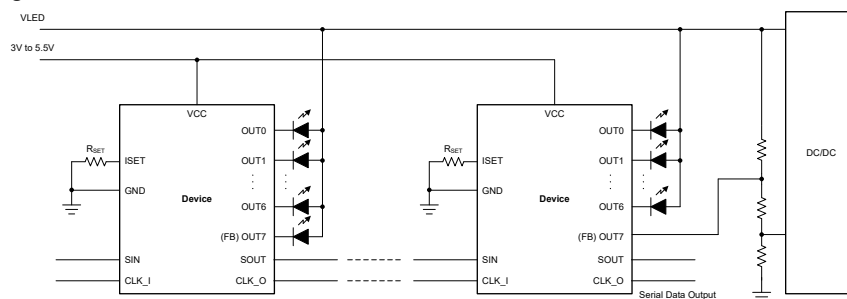 VLED
3V to 5.5V
VCC
OUT0
RSET
ISET
OUT1
GND
Device
OUT6
(FB) OUT7
SIN
SOUT
CLK_I
CLK_O
VCC
OUT0
RSET
ISET
OUT1
GND
Device
OUT6
(FB) OUT7
SIN
SOUT
CLK_I
CLK_O
Serial Data Output
DC/DC